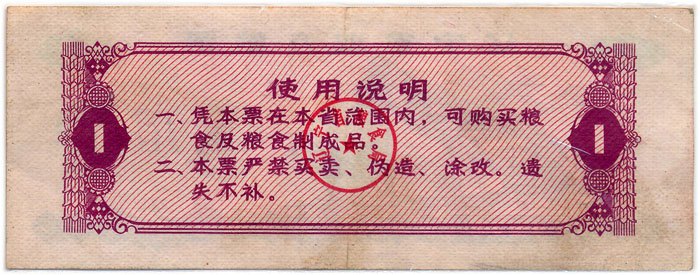 使用说明
一、凭本票在本省范围内，可购买粮
食及粮食制成品。
二、本票严禁买卖、伪造、涂改。遗
失不补。
1
1